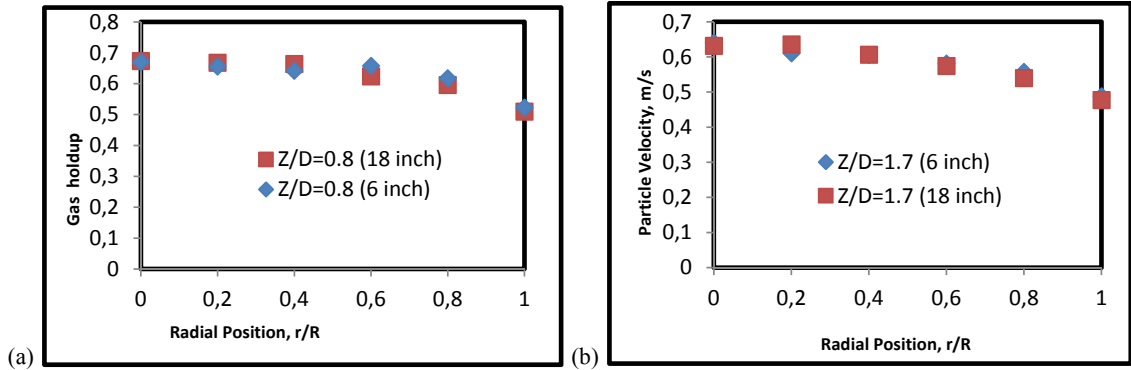 0,8
0,7
0,6
0,5
0,4
0,3
0,2
0,1
0
Gas holdup
Z/D=0.8 (18 inch)
Z/D=0.8 (6 inch)
0 0,2 0,4 0,6 0,8 1
Radial Position, r/R
(a)
0,7
0,6
0,5
0,4
0,3
0,2
0,1
0
Particle Velocity, m/s
Z/D=1.7 (6 inch)
Z/D=1.7 (18 inch)
0 0,2 0,4 0,6 0,8 1
Radial Position, r/R
(b)